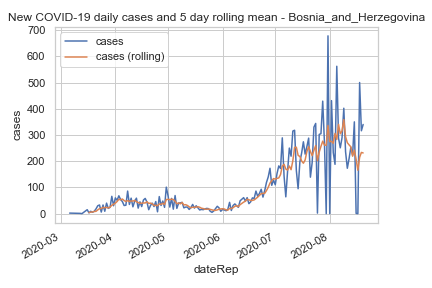 New COVID-19 daily cases and 5 day rolling mean - Bosnia_and_Herzegovina
cases
cases (rolling)
700
600
500
400
300
200
100
0
cases
2020-03
2020-04
2020-05
2020-06
2020-07
2020-08
dateRep